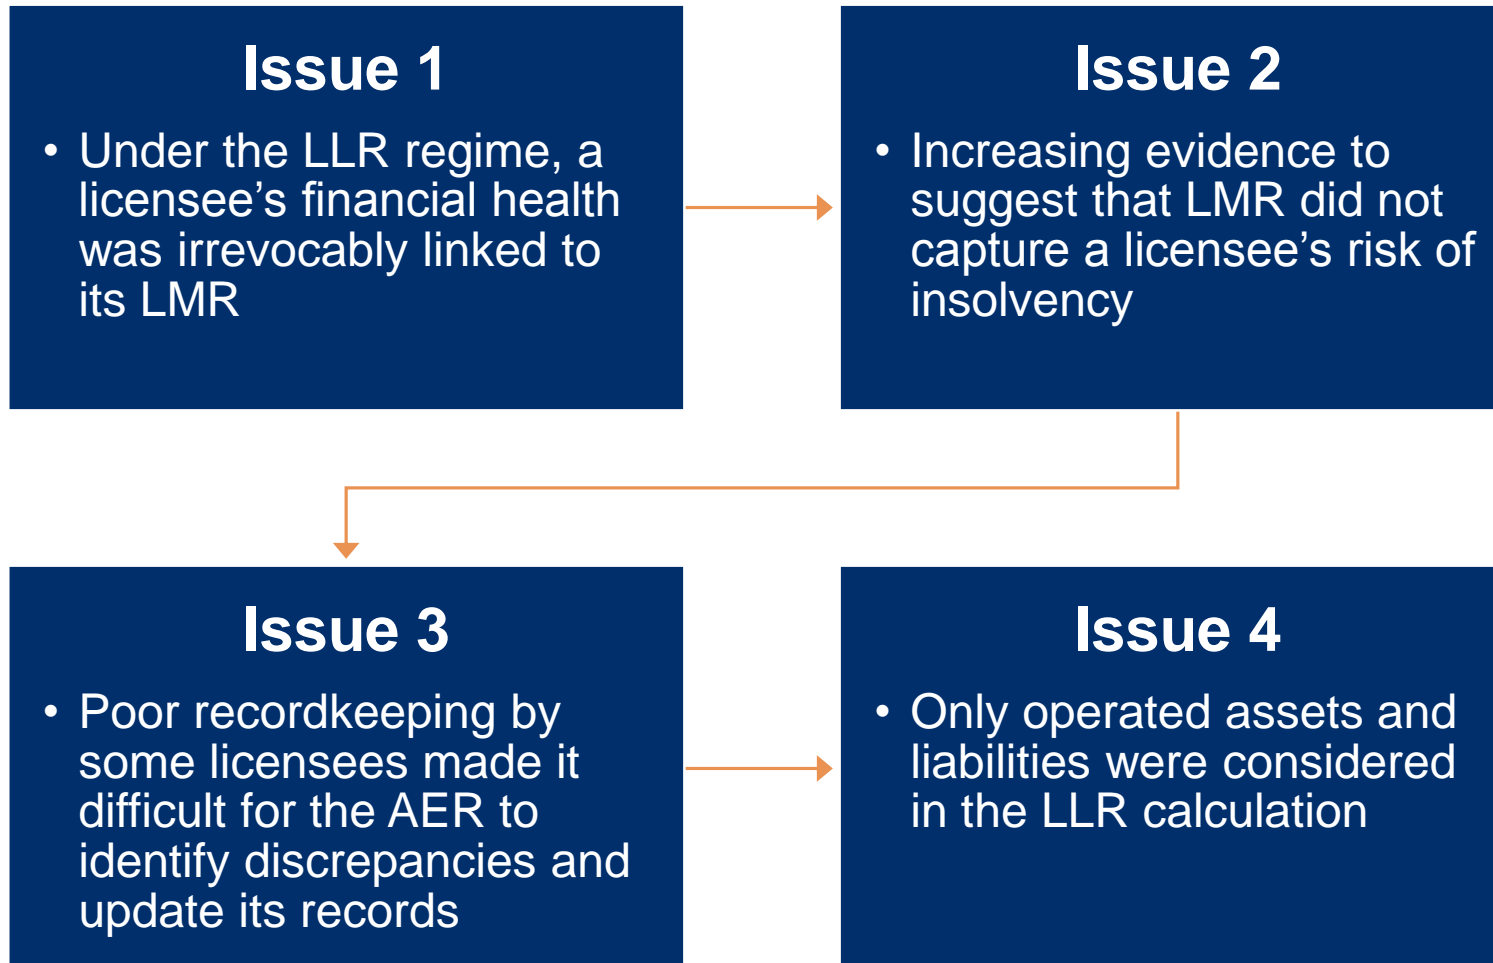 Issue 1
• Under the LLR regime, a
licensee’s financial health
was irrevocably linked to
its LMR
Issue 2
• Increasing evidence to
suggest that LMR did not
capture a licensee’s risk of
insolvency
Issue 3
• Poor recordkeeping by
some licensees made it
difficult for the AER to
identify discrepancies and
update its records
Issue 4
• Only operated assets and
liabilities were considered
in the LLR calculation